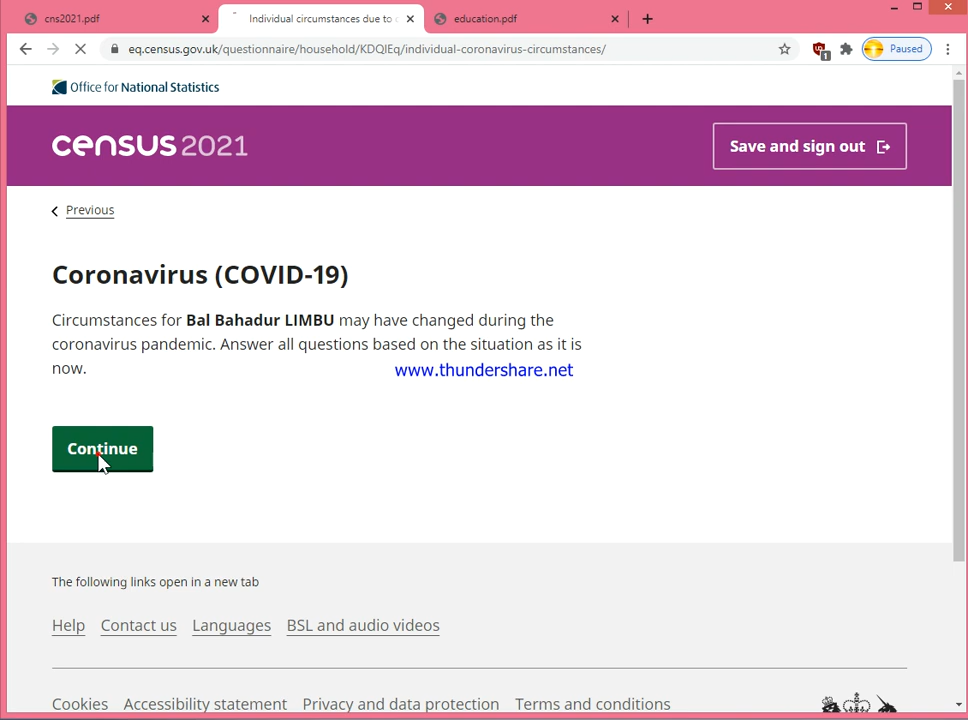 cns2021.pdf
Individual circumstances due to c
education.pdf
eq.census.gov.uk/questionnaire/household/KDQIEq/individual-coronavirus-circumstances/
1
Paused
Office for National Statistics
census 2021
Save and sign out
Previous
Coronavirus (COVID-19)
Circumstances for Bal Bahadur LIMBU may have changed during the
coronavirus pandemic. Answer all questions based on the situation as it is
now.
www.thundershare.net
Continue
The following links open in a new tab
Help Contact us Languages BSL and audio videos
Cookies Accessibility statement Privacy and data protection Terms and conditions